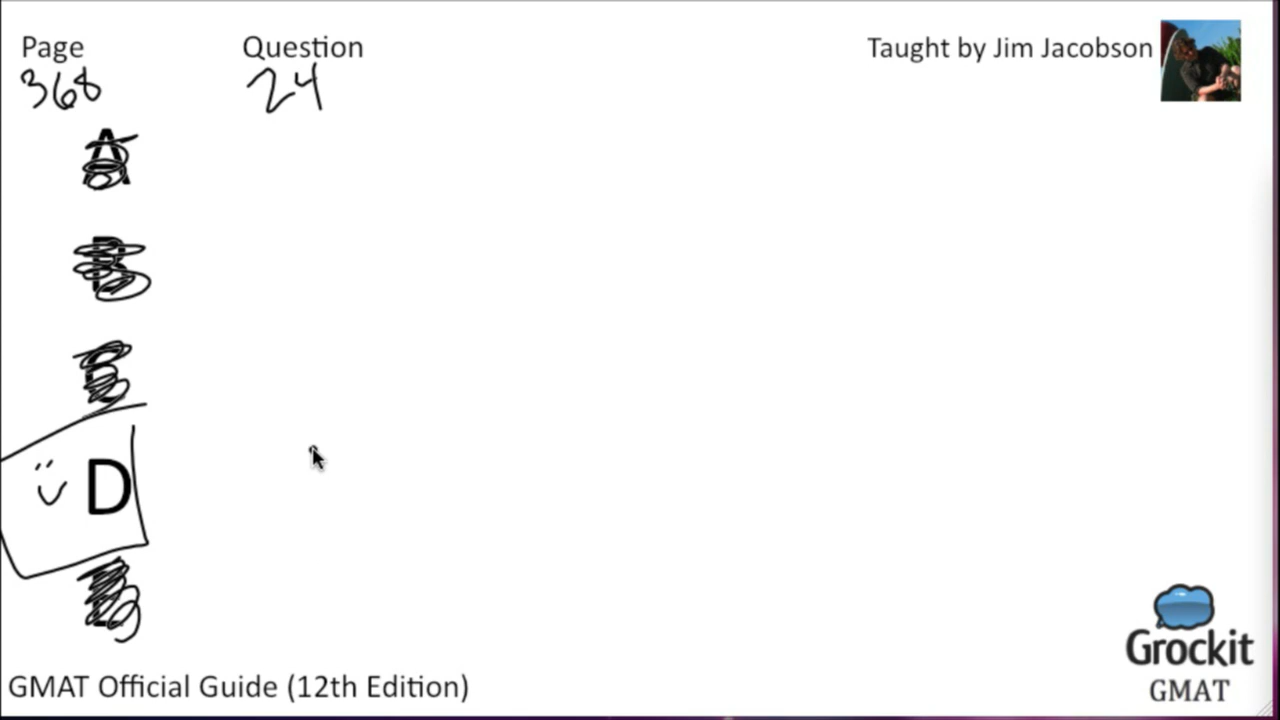 Page Question Taught by Jim Jacobson
368 24
A
B
C
D
Grockit
GMAT
GMAT Official Guide (12th Edition)